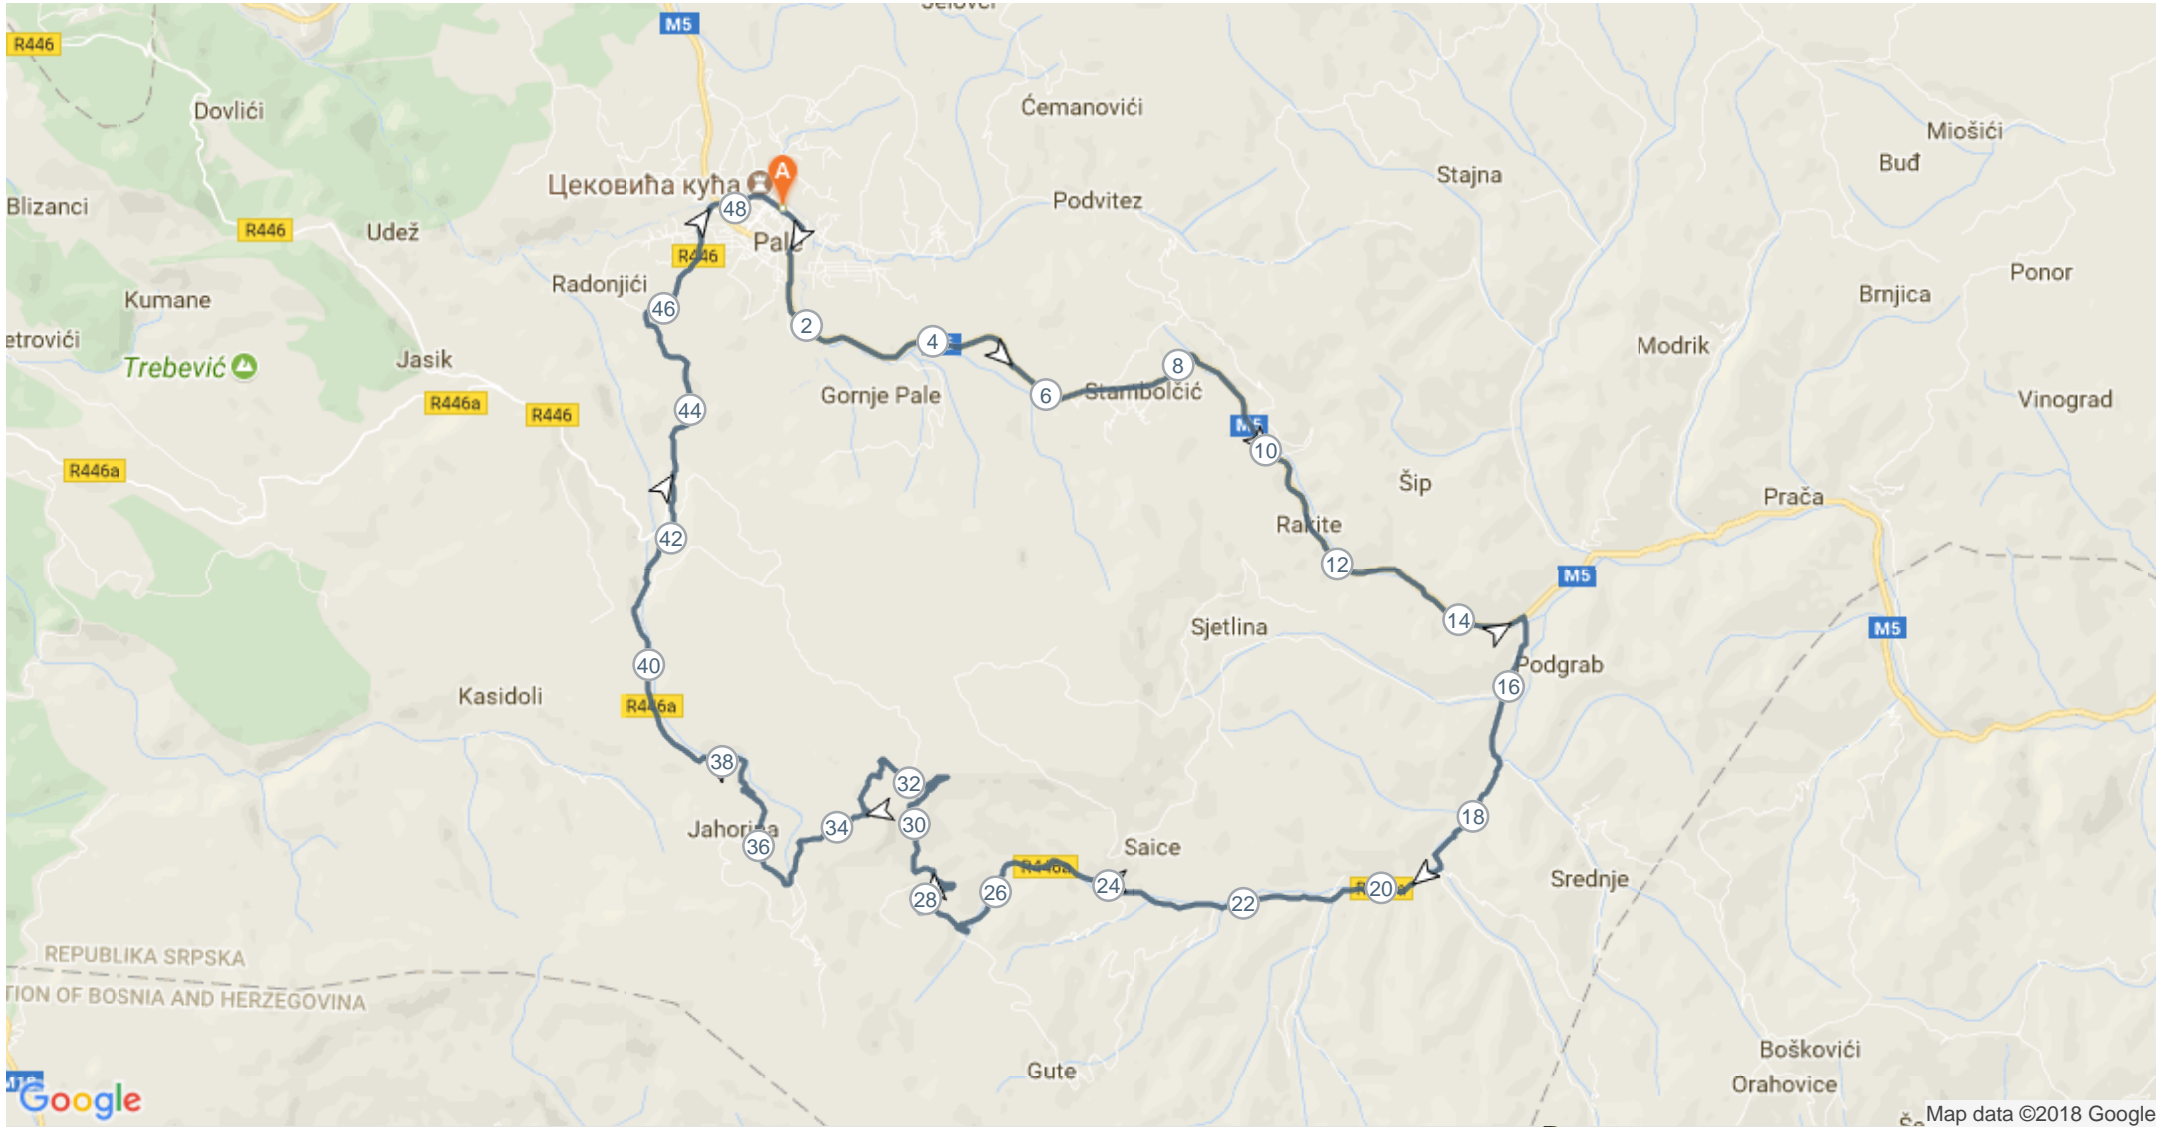 R446
M5
Dovlići
Ćemanovići
Miošići
Buđ
Stajna
Цековића кућа
A
Blizanci
48
Podvitez
R446
Udež
Pale
R446
Ponor
Radonjići
Brnjica
Kumane
46
2
etrovići
4
Modrik
Trebević
Jasik
8
Gornje Pale
6
Stambolčić
Vinograd
R446a
R446
44
M5
10
R446a
Šip
Prača
Rakite
42
12
M5
14
Sjetlina
M5
40
Podgrab
16
Kasidoli
R446a
38
32
18
Jahorina
34
30
36
Saice
R446a
24
Srednje
28
26
22
R446a
20
REPUBLIKA SRPSKA
TION OF BOSNIA AND HERZEGOVINA
Boškovići
Gute
Orahovice
Google
Map data ©2018 Google